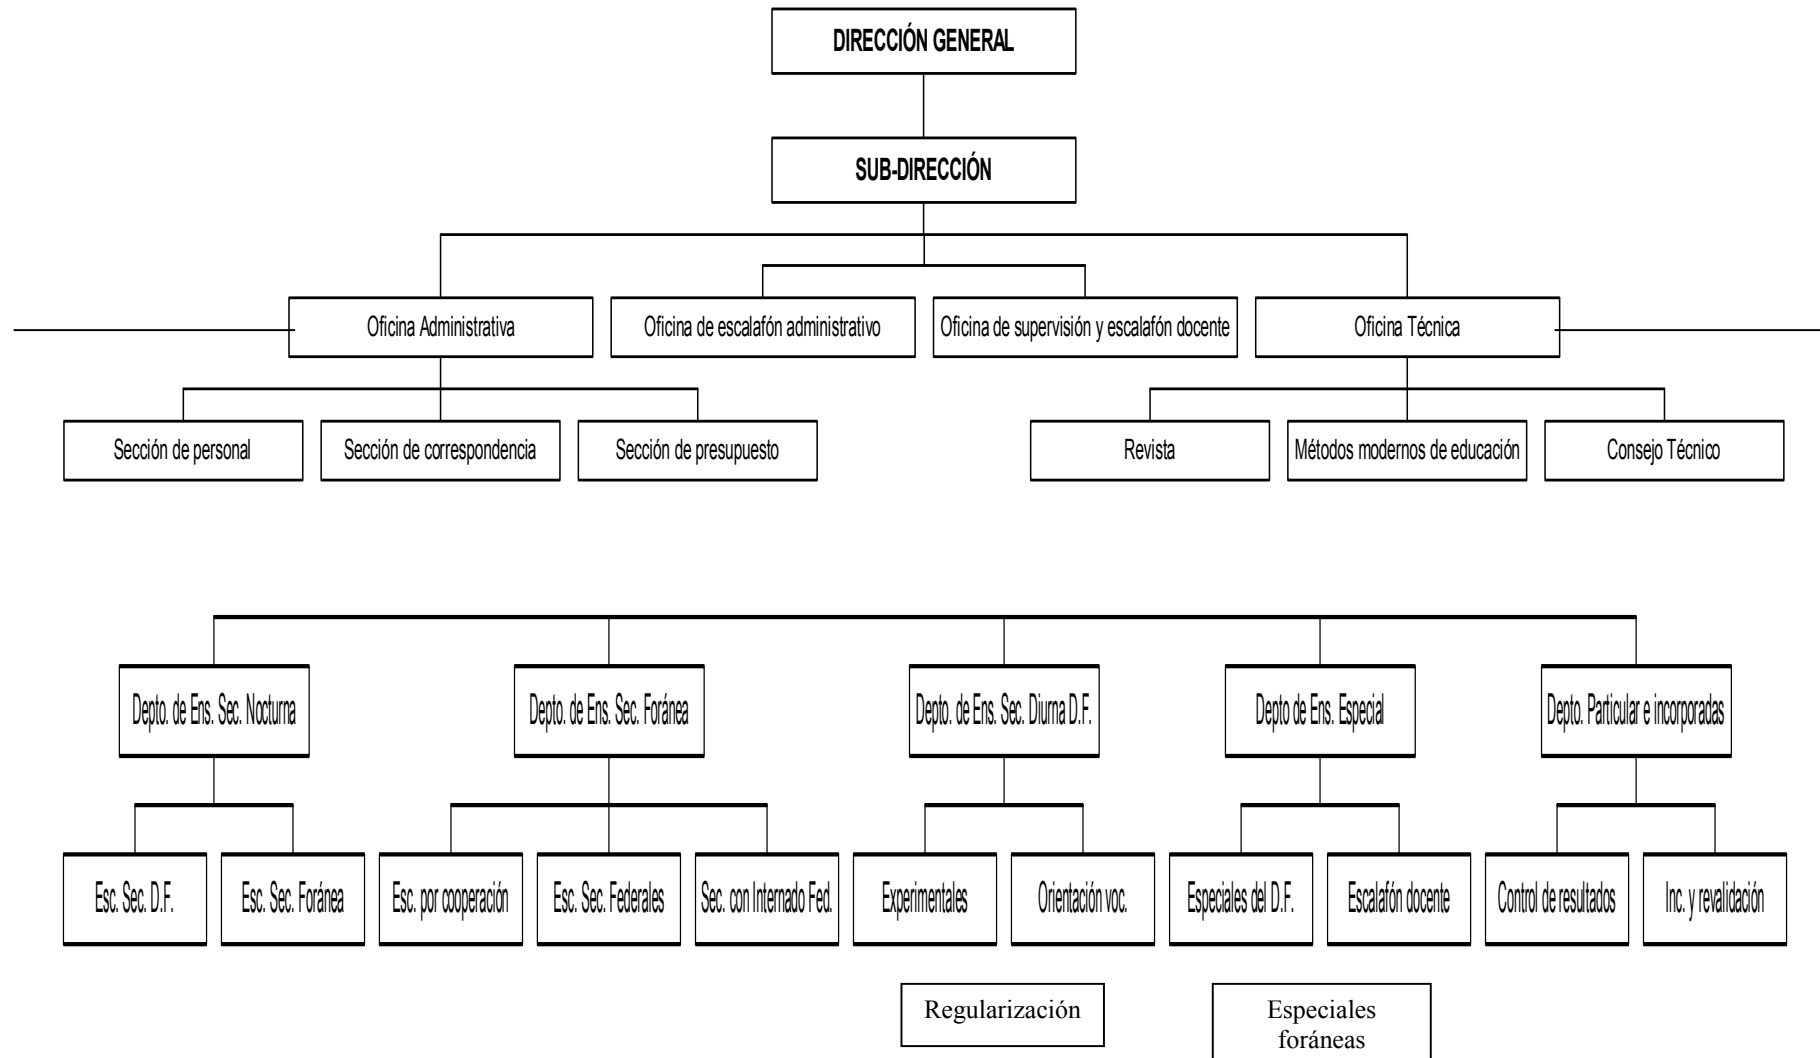 DIRECCIÓN GENERAL
SUB-DIRECCIÓN
Oficina Administrativa
Oficina de escalafón administrativo
Oficina de supervisión y escalafón docente
Oficina Técnica
Sección de personal
Sección de correspondencia
Sección de presupuesto
Revista
Métodos modernos de educación
Consejo Técnico
Depto. de Ens. Sec. Nocturna
Depto. de Ens. Sec. Foránea
Depto. de Ens. Sec. Diurna D.F.
Depto de Ens. Especial
Depto. Particular e incorporadas
Esc. Sec. D.F.
Esc. Sec. Foránea
Esc. por cooperación
Esc. Sec. Federales
Sec. con Internado Fed.
Experimentales
Orientación voc.
Especiales del D.F.
Escalafón docente
Control de resultados
Inc. y revalidación
Regularización
Especiales
foráneas